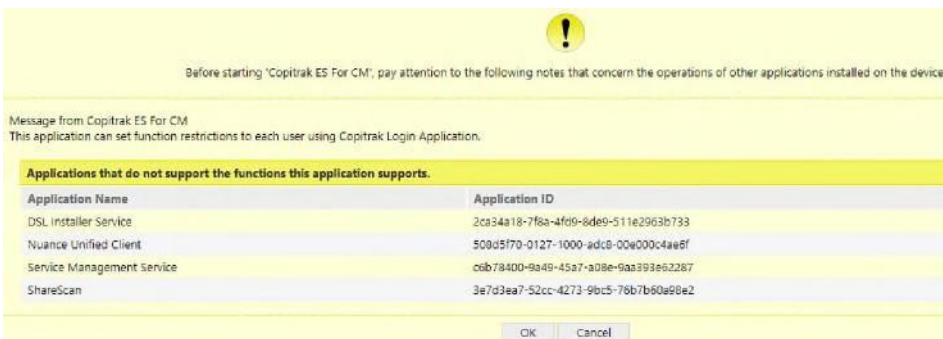 Before starting 'Copitrak ES For CM', pay attention to the following notes that concern the operations of other applications installed on the device
Message from Copitrak ES For CM
This application can set function restrictions to each user using Copitrak Login Application.
Applications that do not support the functions this application supports.
Application Name Application ID
DSL Installer Service 2ca34a18-7f8a-4fd9-8de9-511e2963b733
Nuance Unified Client 508d5f70-0127-1000-adc8-00e000c4ae6f
Service Management Service c6b78400-9a49-45a7-a08e-9aa393e62287
ShareScan 3e7d3ea7-52cc-4273-9bc5-76b7b60a98e2
OK Cancel